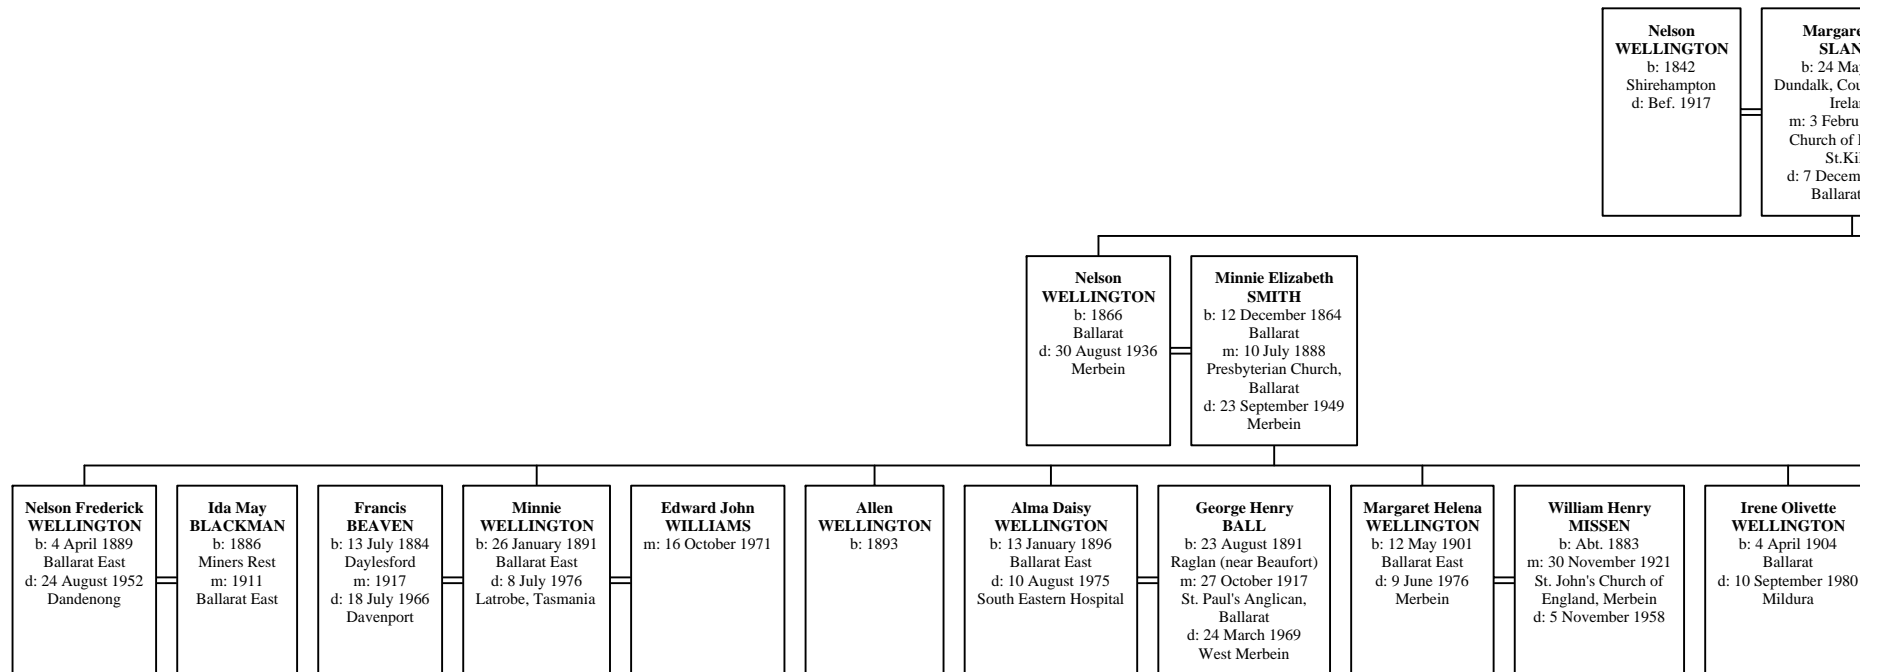 Nelson
WELLINGTON
b: 1842
Shirehampton
d: Bef. 1917
SLAN
b: 24
Dundalk,
m: 3
Church of
d: 7
Nelson
WELLINGTON
b: 1866
Ballarat
d: 30 August 1936
Merbein
Minnie Elizabeth
SMITH
b: 12 December 1864
Ballarat
m: 10 July 1888
Presbyterian Church,
Ballarat
d: 23 September 1949
Merbein
Nelson Frederick
WELLINGTON
b: 4 April 1889
Ballarat East
d: 24 August 1952
Dandenong
Ida May
BLACKMAN
b: 1886
Miners Rest
m: 1911
Ballarat East
Francis
BEAVEN
b: 13 July 1884
Daylesford
m: 1917
d: 18 July 1966
Davenport
Minnie
WELLINGTON
b: 26 January 1891
Ballarat East
d: 8 July 1976
Latrobe, Tasmania
Edward John
WILLIAMS
m: 16 October 1971
Allen
WELLINGTON
b: 1893
Alma Daisy
WELLINGTON
b: 13 January 1896
Ballarat East
d: 10 August 1975
South Eastern Hospital
George Henry
BALL
b: 23 August 1891
Raglan (near Beaufort)
m: 27 October 1917
St. Paul's Anglican,
Ballarat
d: 24 March 1969
West Merbein
Margaret Helena
WELLINGTON
b: 12 May 1901
Ballarat East
d: 9 June 1976
Merbein
William Henry
MISSEN
b: Abt. 1883
m: 30 November 1921
St. John's Church of
England, Merbein
d: 5 November 1958
Irene Olivette
WELLINGTON
b: 4 April 1904
Ballarat
d: 10 September 1980
Mildura